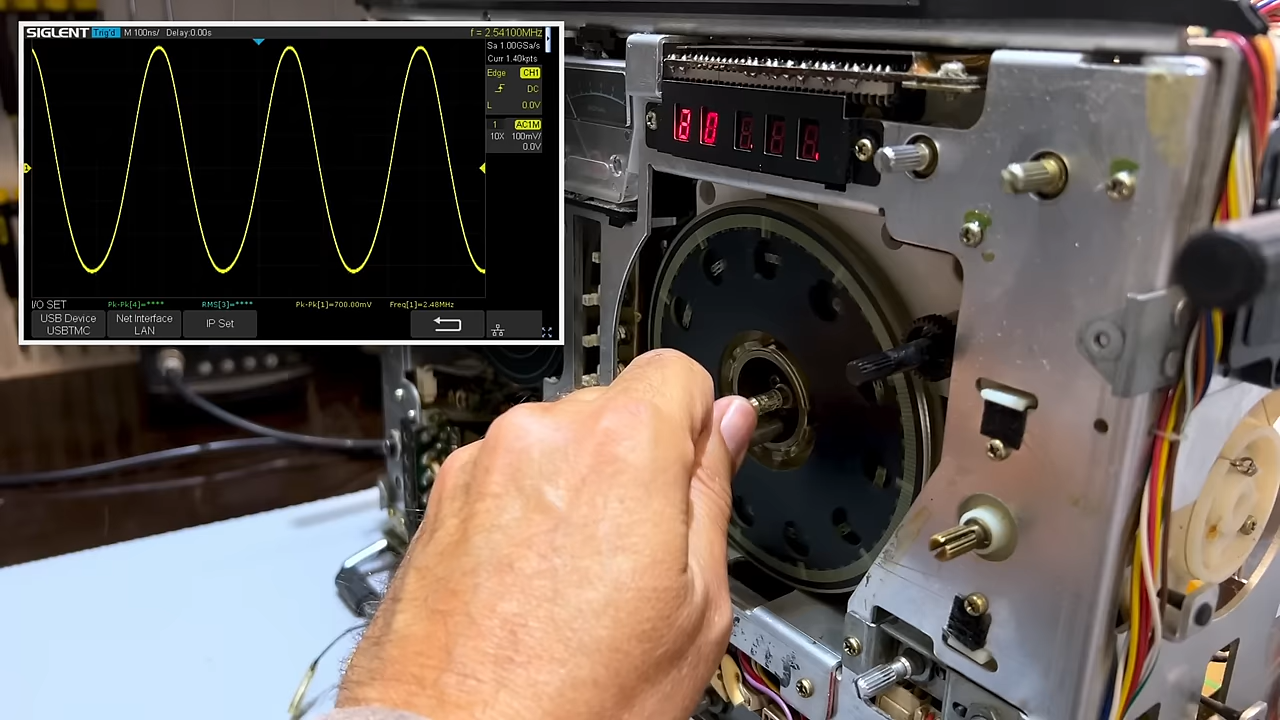 SIGLENT Trig'd M 100ns/ Delay:0.00s f = 2.54100MHz
Sa 1.00GSa/s
Curr 1.40kpts
Edge CH1
DC
L 0.0V
1 AC1M
10X 100mV/
0.0V
I/O SET Pk-Pk[4]=**** RMS[3]=**** Pk-Pk[1]=700.00mV Freq[1]=2.48MHz
USB Device
USBTMC
Net Interface
LAN
IP Set